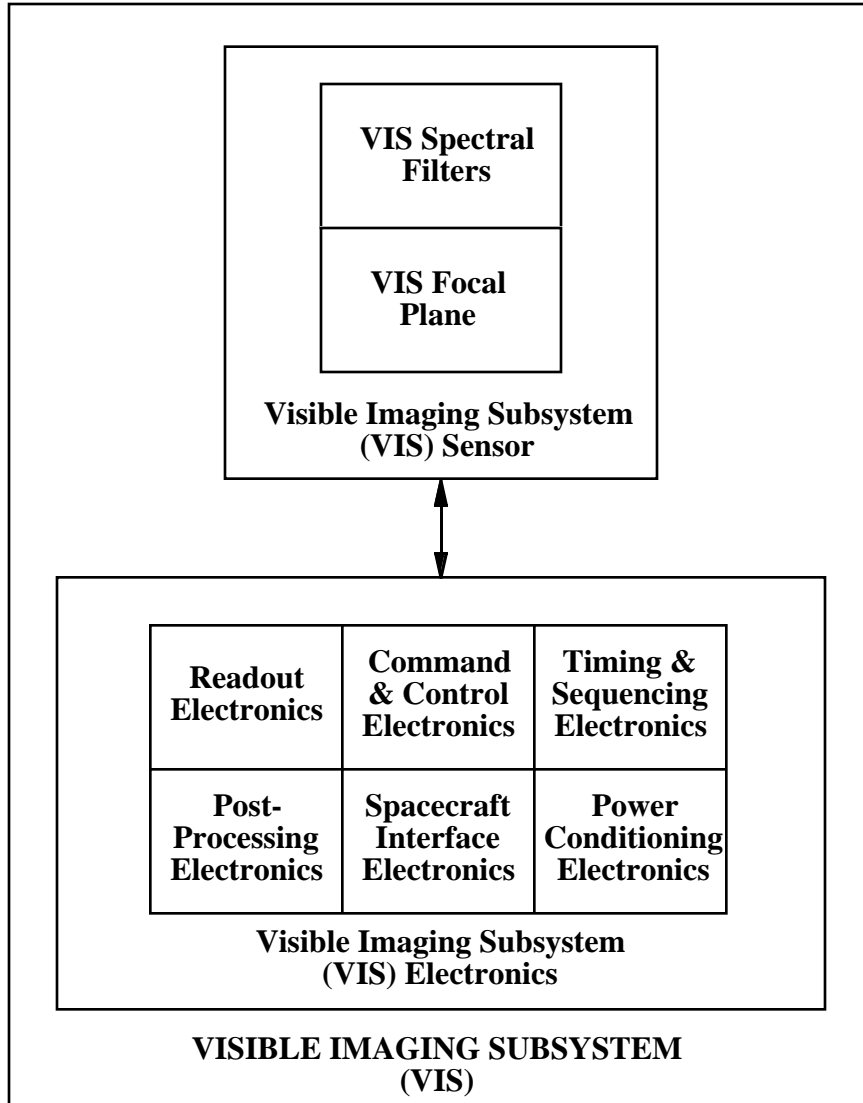 VIS Spectral
Filters
VIS Focal
Plane
Visible Imaging Subsystem
(VIS) Sensor
Readout
Electronics
Command
& Control
Electronics
Timing &
Sequencing
Electronics
Post-
Processing
Electronics
Spacecraft
Interface
Electronics
Power
Conditioning
Electronics
Visible Imaging Subsystem
(VIS) Electronics
VISIBLE IMAGING SUBSYSTEM
(VIS)